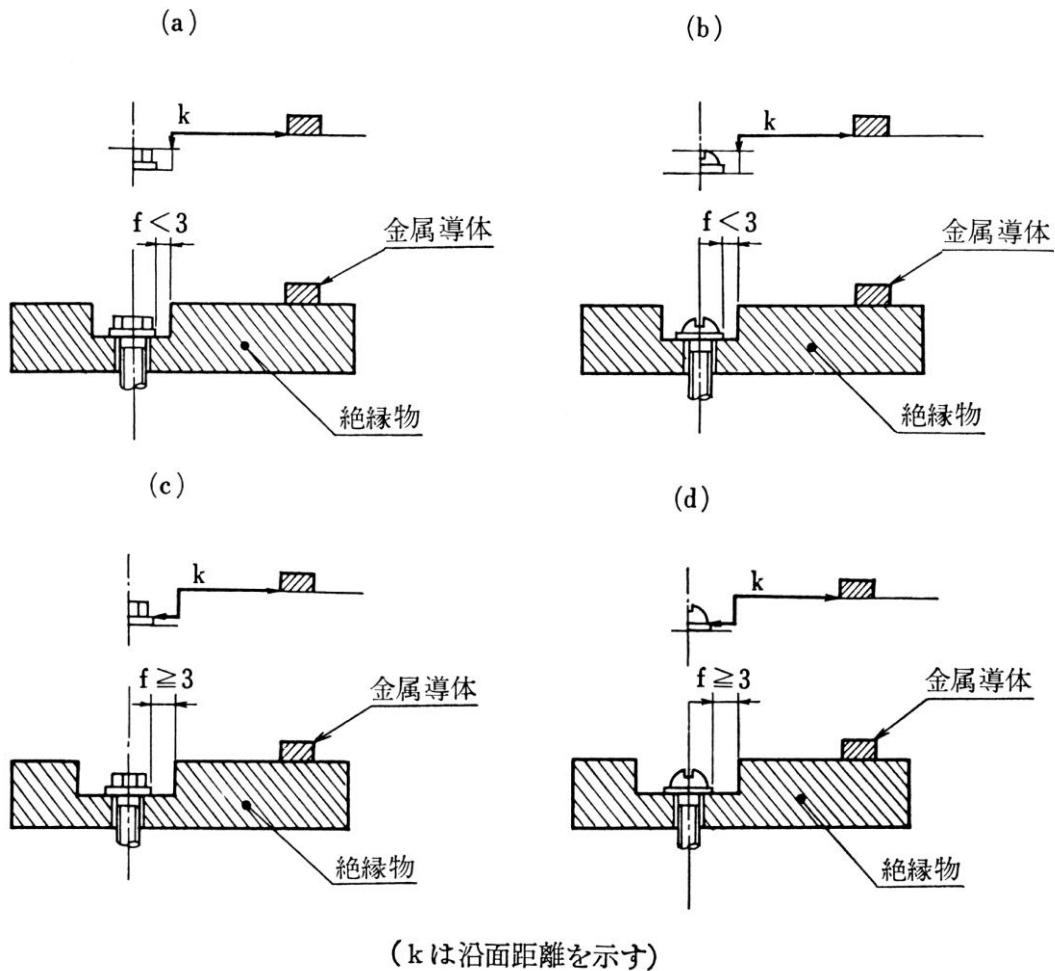 (a)
k
f < 3
金属導体
絶縁物
(b)
k
f < 3
金属導体
絶縁物
(c)
k
f ≧ 3
金属導体
絶縁物
(d)
k
f ≧ 3
金属導体
絶縁物
(kは沿面距離を示す)